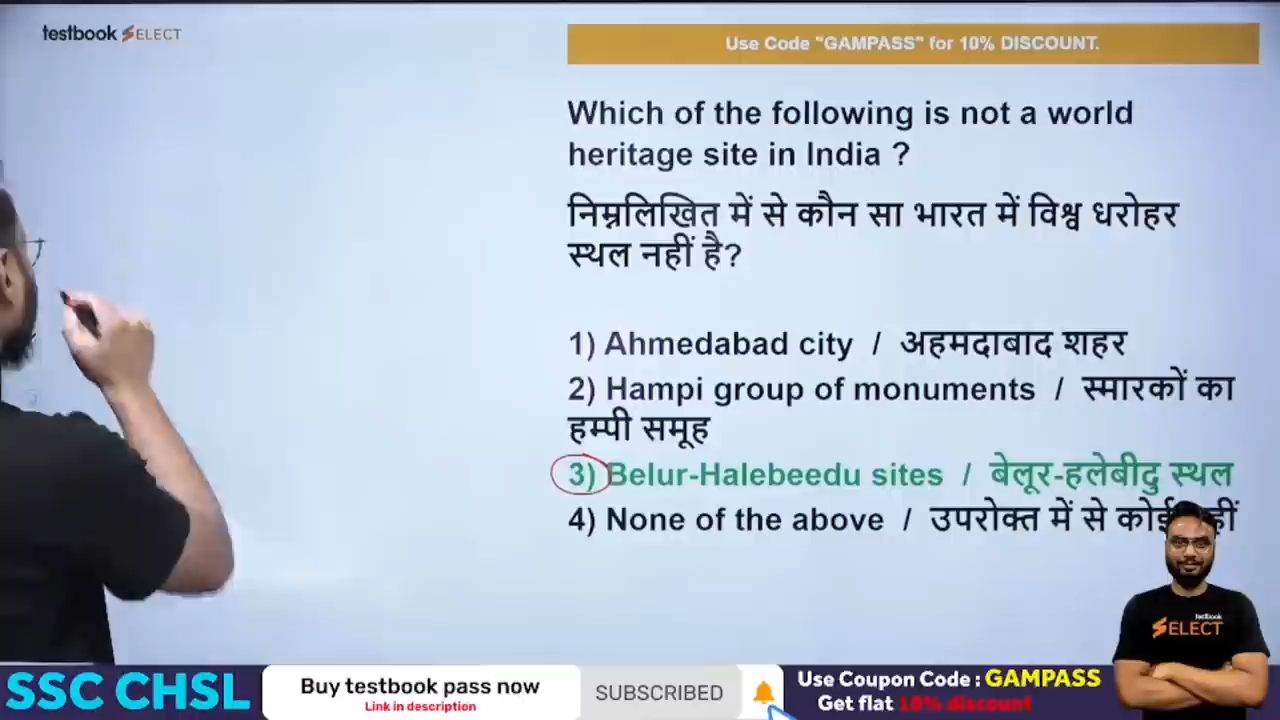 testbook SELECT
Use Code "GAMPASS" for 10% DISCOUNT.
Which of the following is not a world
heritage site in India ?
निम्नलिखित में से कौन सा भारत में विश्व धरोहर
स्थल नहीं है?
1) Ahmedabad city / अहमदाबाद शहर
2) Hampi group of monuments / स्मारकों का
हम्पी समूह
3) Belur-Halebeedu sites / बेलूर-हलेबीदु स्थल
4) None of the above / उपरोक्त में से
testbook
SELECT
SSC CHSL
Buy testbook pass now
Link in description
SUBSCRIBED
Use Coupon Code : GAMPASS
Get flat 10% discount